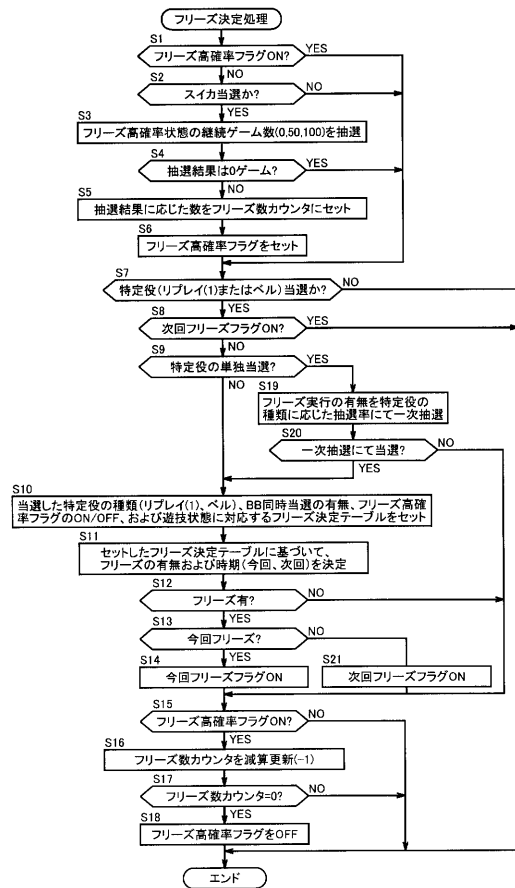 フリーズ決定処理
S1
フリーズ高確率フラグON?
YES
NO
S2
スイカ当選か?
NO
YES
S3
フリーズ高確率状態の継続ゲーム数(0,50,100)を抽選
S4
抽選結果は0ゲーム?
YES
NO
S5
抽選結果に応じた数をフリーズ数カウンタにセット
S6
フリーズ高確率フラグをセット
S7
特定役(リプレイ(1)またはベル)当選か?
NO
YES
S8
次回フリーズフラグON?
YES
NO
S9
特定役の単独当選?
YES
NO
S19
フリーズ実行の有無を特定役の
種類に応じた抽選率にて一次抽選
S20
一次抽選にて当選?
NO
YES
S10
当選した特定役の種類(リプレイ(1)、ベル)、BB同時当選の有無、フリーズ高確
率フラグのON/OFF、および遊技状態に対応するフリーズ決定テーブルをセット
S11
セットしたフリーズ決定テーブルに基づいて、
フリーズの有無および時期(今回、次回)を決定
S12
フリーズ有?
NO
YES
S13
今回フリーズ?
NO
YES
S14
今回フリーズフラグON
S21
次回フリーズフラグON
S15
フリーズ高確率フラグON?
NO
YES
S16
フリーズ数カウンタを減算更新(-1)
S17
フリーズ数カウンタ=0?
NO
YES
S18
フリーズ高確率フラグをOFF
エンド